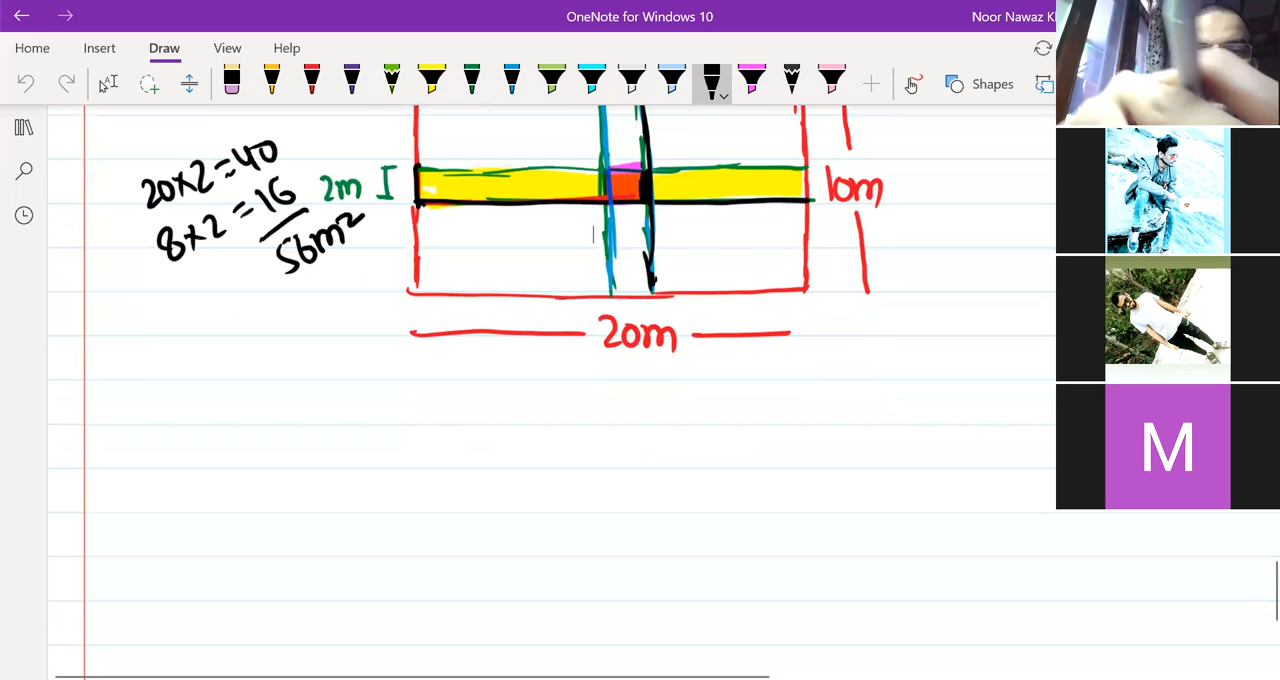 OneNote for Windows 10
Noor Nawaz K
Home Insert Draw View Help
Shapes
20×2=40
8×2=16
56m²
2m
10m
20m
M